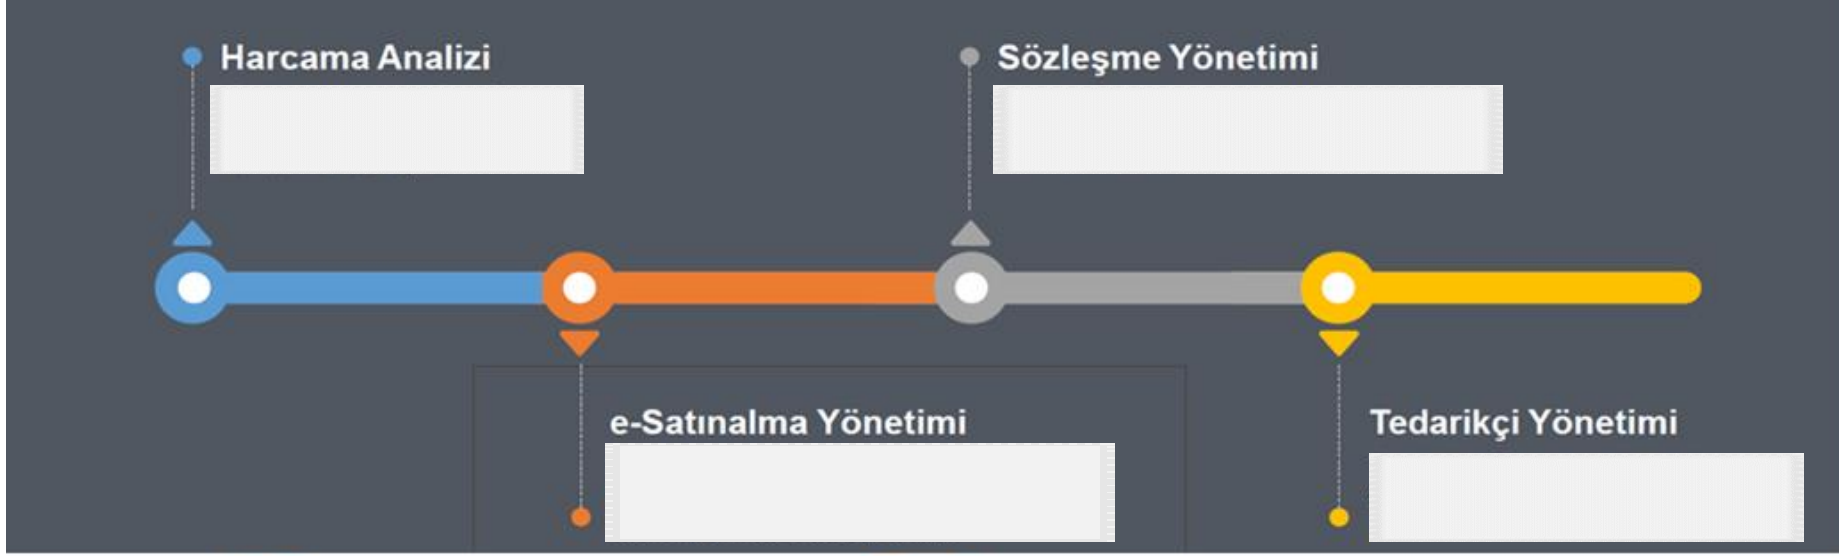 Harcama Analizi
Sözleşme Yönetimi
e-Satınalma Yönetimi
Tedarikçi Yönetimi